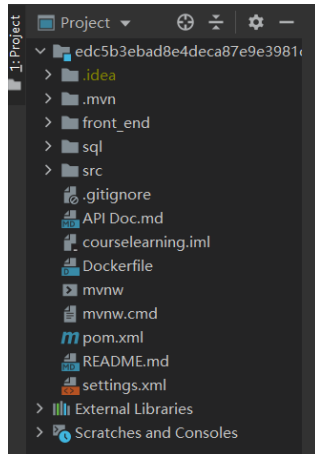 1: Project
Project
edc5b3ebad8e4deca87e9e3981c
.idea
.mvn
front_end
sql
src
.gitignore
API Doc.md
courselearning.iml
Dockerfile
mvnw
mvnw.cmd
pom.xml
README.md
settings.xml
External Libraries
Scratches and Consoles